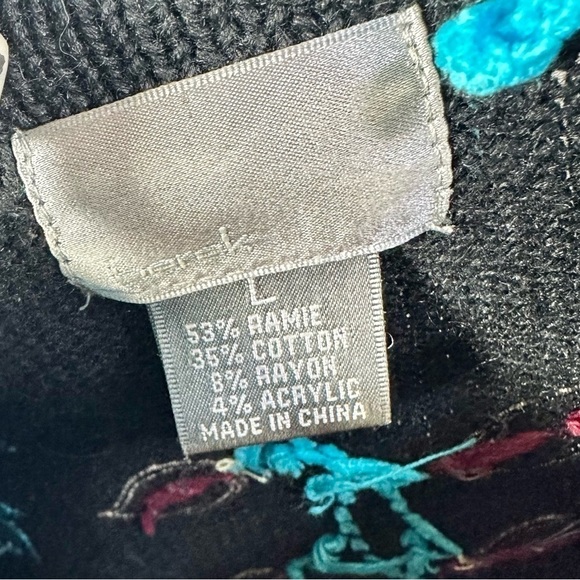 L
53% RAMIE
35% COTTON
8% RAYON
4% ACRYLIC
MADE IN CHINA